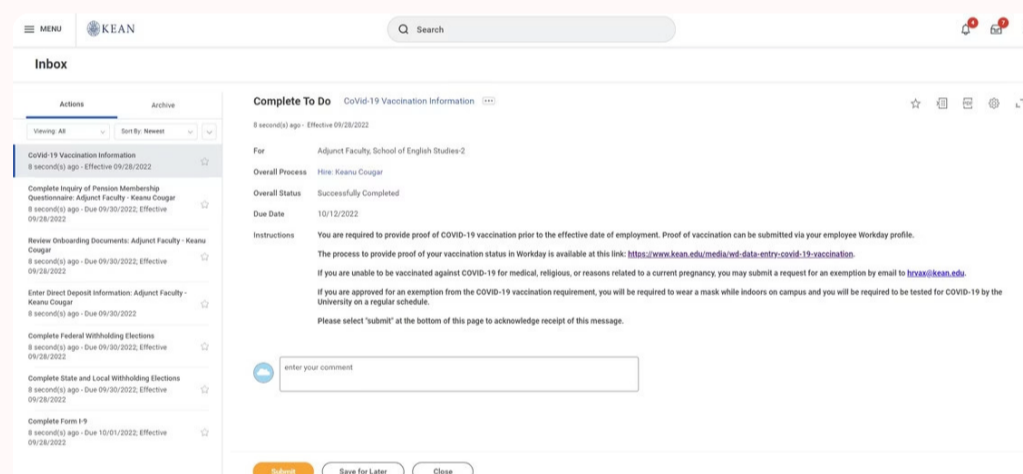 MENU
KEAN
Search
4
7
Inbox
Actions
Archive
Viewing: All
Sort By: Newest
CoVid-19 Vaccination Information
8 second(s) ago - Effective 09/28/2022
Complete Inquiry of Pension Membership
Questionnaire: Adjunct Faculty - Keanu Cougar
8 second(s) ago - Due 09/30/2022; Effective
09/28/2022
Review Onboarding Documents: Adjunct Faculty - Keanu
Cougar
8 second(s) ago - Due 09/30/2022; Effective
09/28/2022
Enter Direct Deposit Information: Adjunct Faculty -
Keanu Cougar
8 second(s) ago - Due 09/30/2022
Complete Federal Withholding Elections
8 second(s) ago - Due 09/30/2022; Effective
09/28/2022
Complete State and Local Withholding Elections
8 second(s) ago - Due 09/30/2022; Effective
09/28/2022
Complete Form I-9
8 second(s) ago - Due 10/01/2022; Effective
09/28/2022
Complete To Do CoVid-19 Vaccination Information
8 second(s) ago - Effective 09/28/2022
For Adjunct Faculty, School of English Studies-2
Overall Process Hire: Keanu Cougar
Overall Status Successfully Completed
Due Date 10/12/2022
Instructions You are required to provide proof of COVID-19 vaccination prior to the effective date of employment. Proof of vaccination can be submitted via your employee Workday profile.
The process to provide proof of your vaccination status in Workday is available at this link: https://www.kean.edu/media/wd-data-entry-covid-19-vaccination.
If you are unable to be vaccinated against COVID-19 for medical, religious, or reasons related to a current pregnancy, you may submit a request for an exemption by email to hrvax@kean.edu.
If you are approved for an exemption from the COVID-19 vaccination requirement, you will be required to wear a mask while indoors on campus and you will be required to be tested for COVID-19 by the
University on a regular schedule.
Please select "submit" at the bottom of this page to acknowledge receipt of this message.
enter your comment
Submit
Save for Later
Close